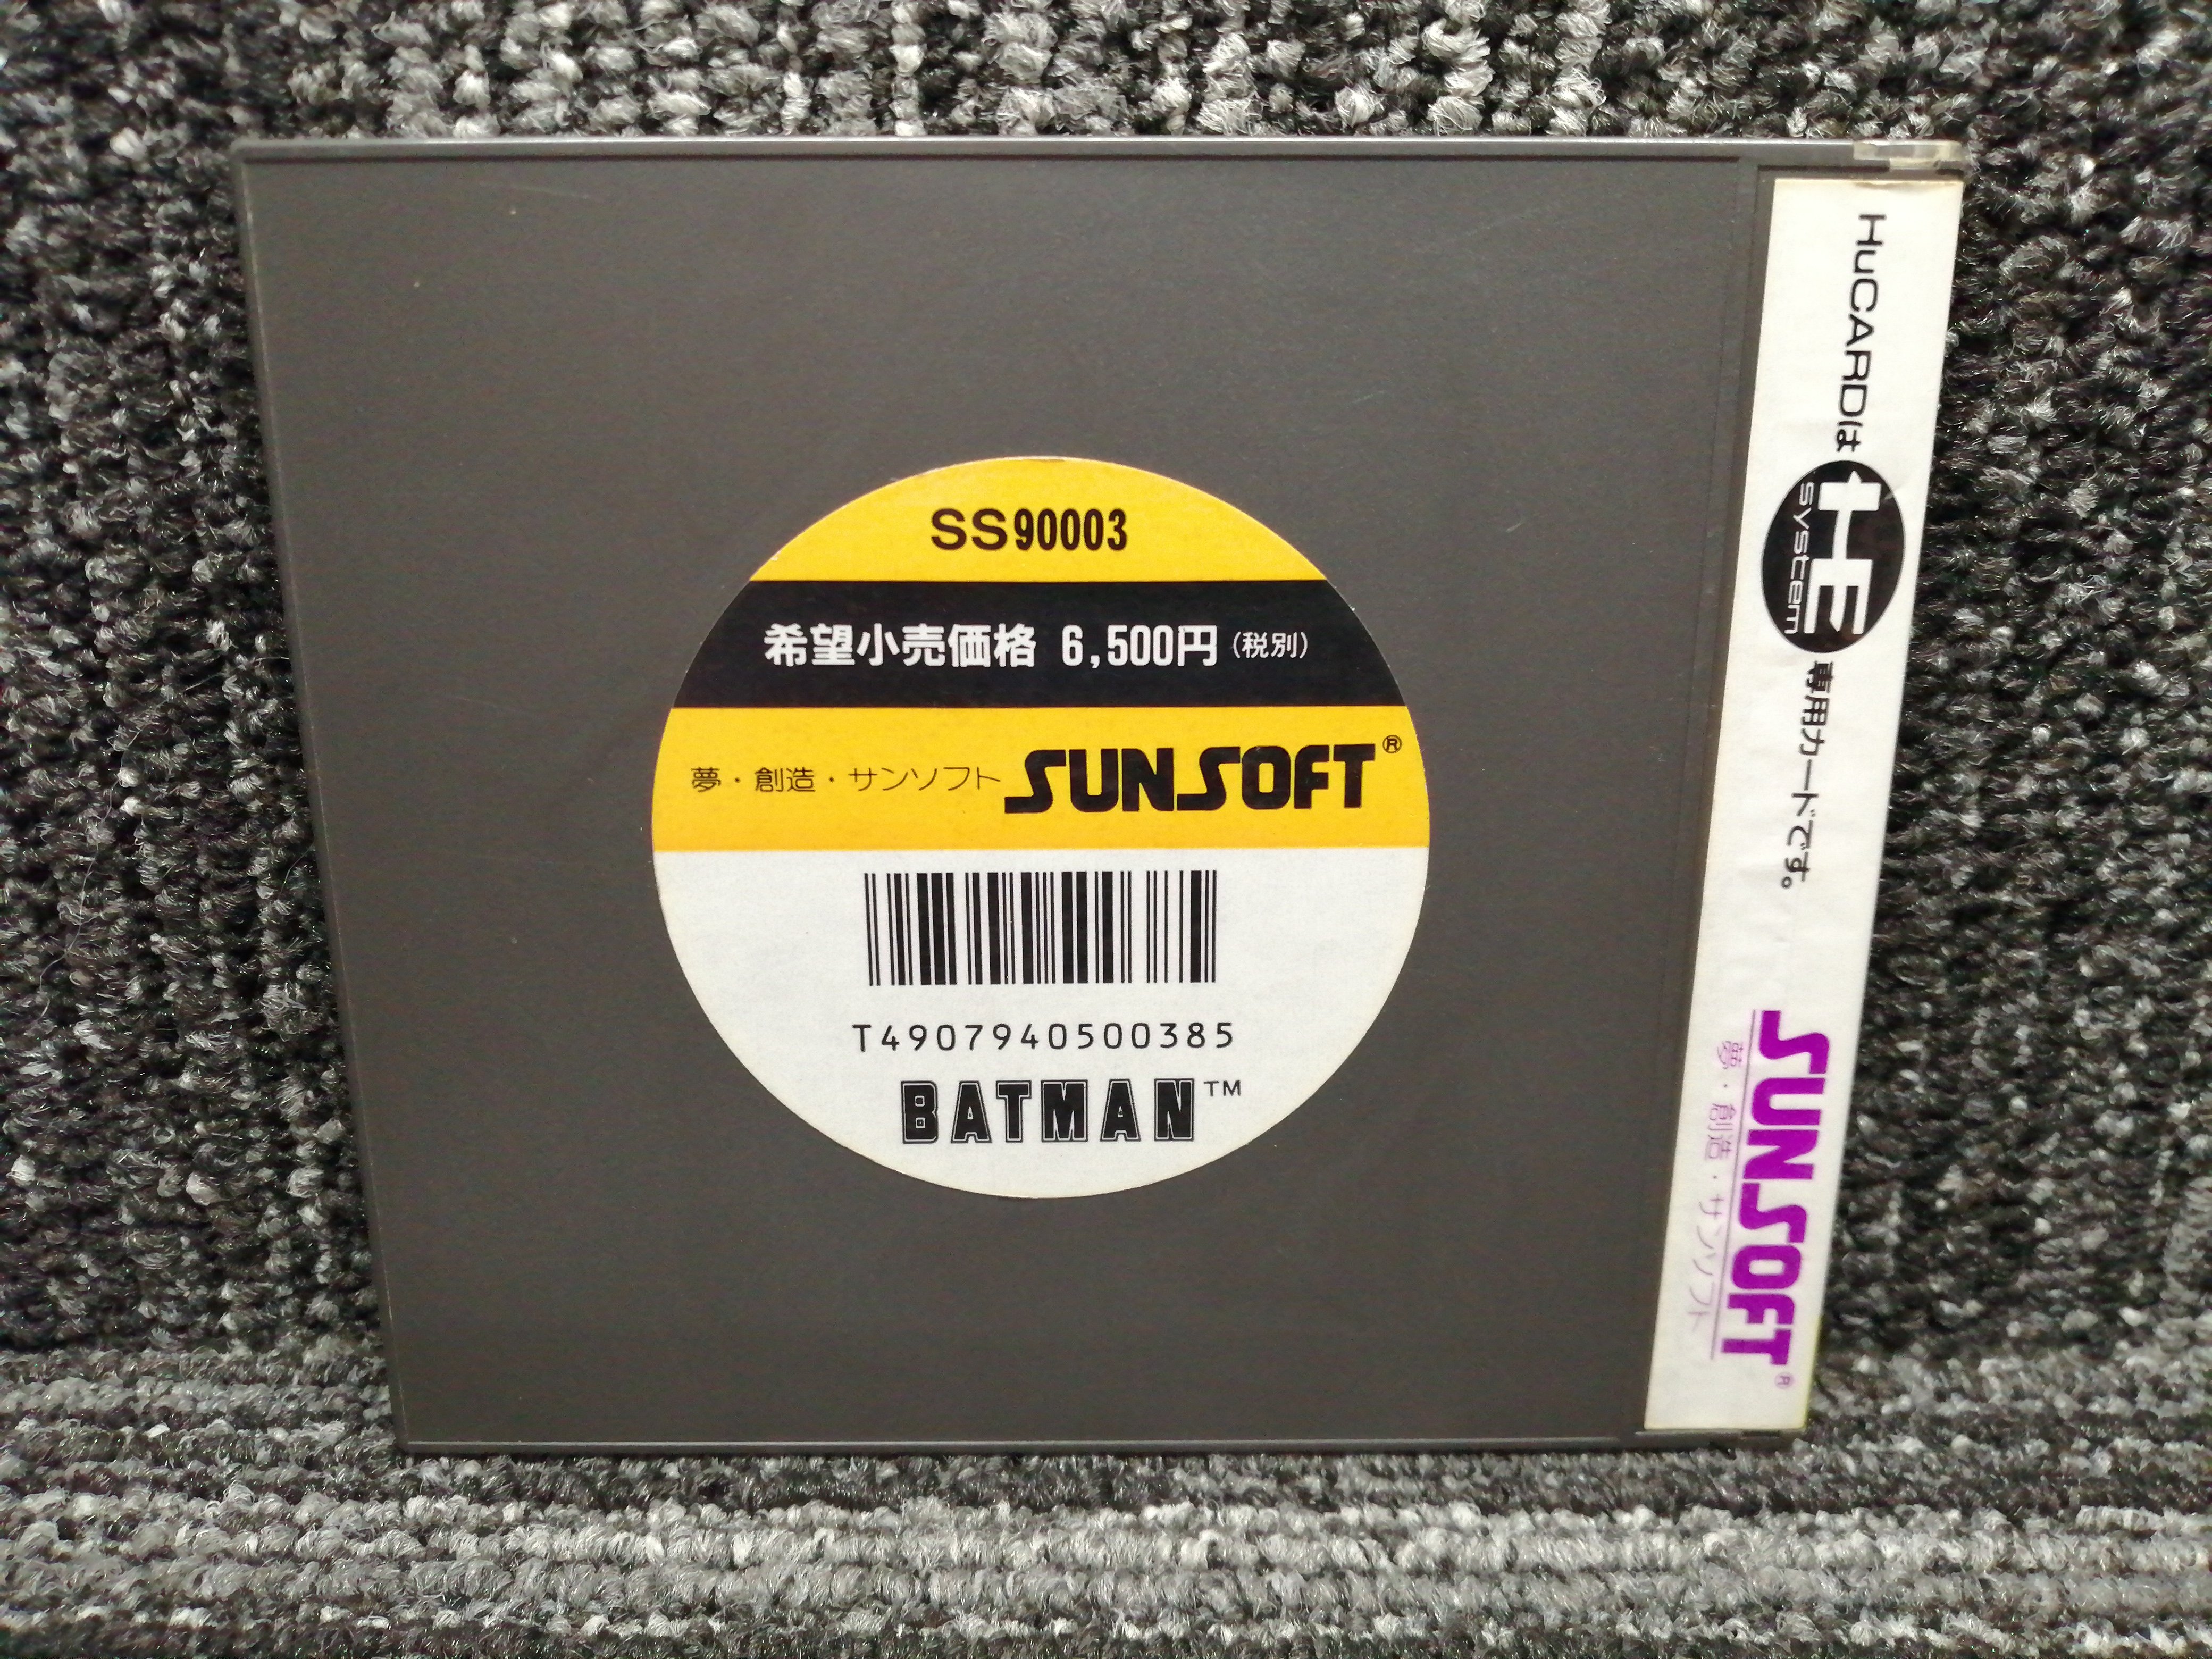 SS90003
希望小売価格 6,500円(税別)
夢・創造・サンソフト SUNSOFT®
T4907940500385
BATMAN™
HuCARDは HE system 専用カードです。
SUNSOFT®
夢・創造・サンソフト